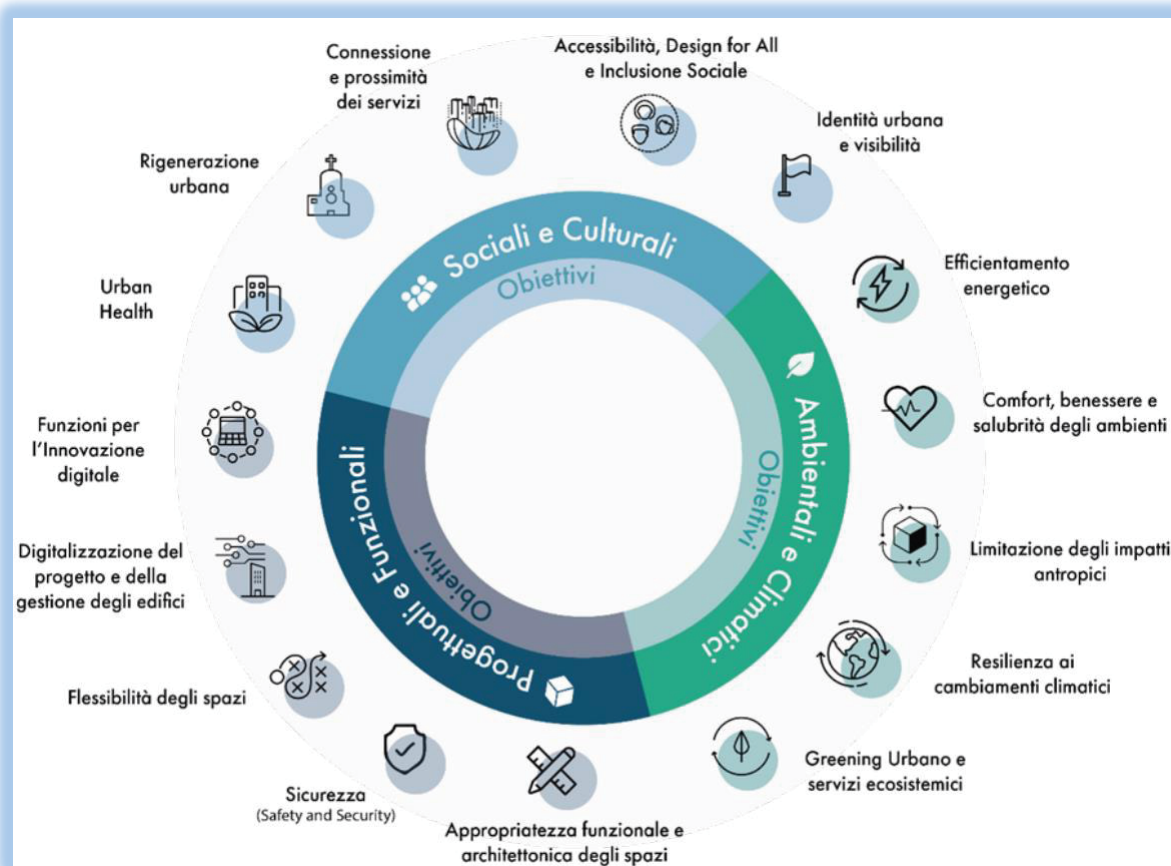 Accessibilità, Design for All
e Inclusione Sociale
Identità urbana
e visibilità
Efficientamento
energetico
Comfort, benessere e
salubrità degli ambienti
Limitazione degli impatti
antropici
Resilienza ai
cambiamenti climatici
Greening Urbano e
servizi ecosistemici
Appropriatezza funzionale e
architettonica degli spazi
Sicurezza
(Safety and Security)
Flessibilità degli spazi
Digitalizzazione del
progetto e della
gestione degli edifici
Funzioni per
l'Innovazione
digitale
Urban
Health
Rigenerazione
urbana
Connessione
e prossimità
dei servizi
Sociali e Culturali
Obiettivi
Ambientali e Climatici
Obiettivi
Progettuali e Funzionali
Obiettivi